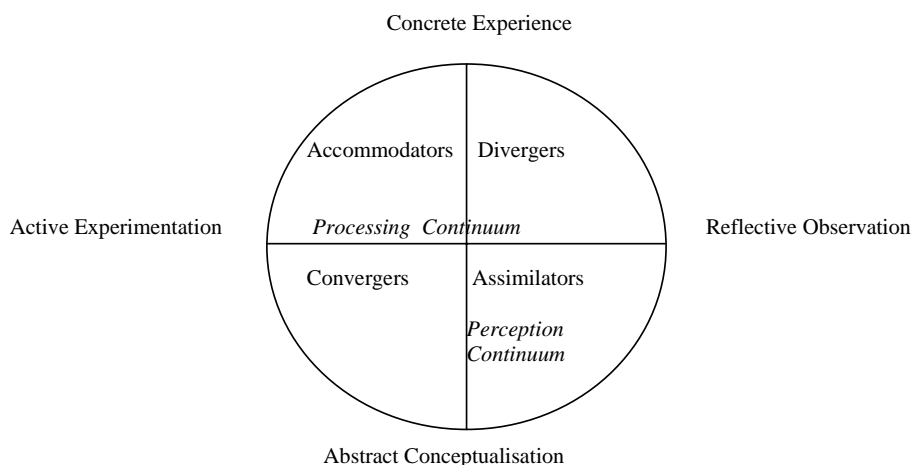 Concrete Experience
Accommodators Divergers
Active Experimentation Processing Continuum Reflective Observation
Convergers Assimilators
Perception
Continuum
Abstract Conceptualisation